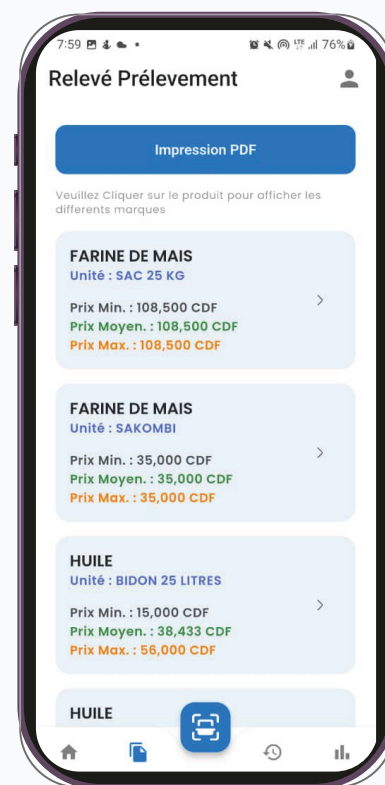 7:59
LTE 76%
Relevé Prélevement
Impression PDF
Veuillez Cliquer sur le produit pour afficher les
differents marques
FARINE DE MAIS
Unité : SAC 25 KG
Prix Min. : 108,500 CDF
Prix Moyen. : 108,500 CDF
Prix Max. : 108,500 CDF
FARINE DE MAIS
Unité : SAKOMBI
Prix Min. : 35,000 CDF
Prix Moyen. : 35,000 CDF
Prix Max. : 35,000 CDF
HUILE
Unité : BIDON 25 LITRES
Prix Min. : 15,000 CDF
Prix Moyen. : 38,433 CDF
Prix Max. : 56,000 CDF
HUILE